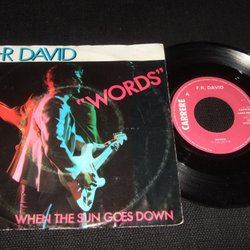 F·R DAVID
"WORDS"
WHEN THE SUN GOES DOWN
CARRERE
F.R. DAVID